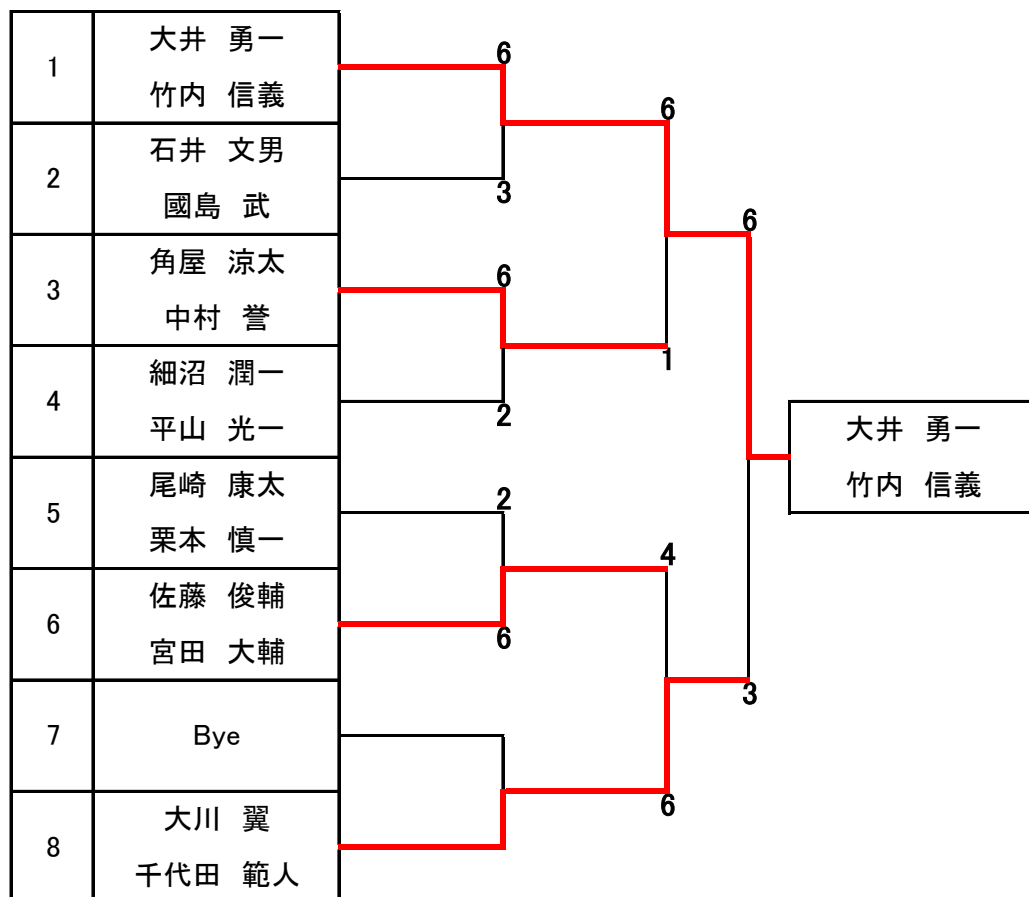 1
大井 勇一
竹内 信義
2
石井 文男
國島 武
3
角屋 涼太
中村 誉
4
細沼 潤一
平山 光一
5
尾崎 康太
栗本 慎一
6
佐藤 俊輔
宮田 大輔
7
Bye
8
大川 翼
千代田 範人
6
3
6
2
2
6
6
1
4
6
6
3
大井 勇一
竹内 信義